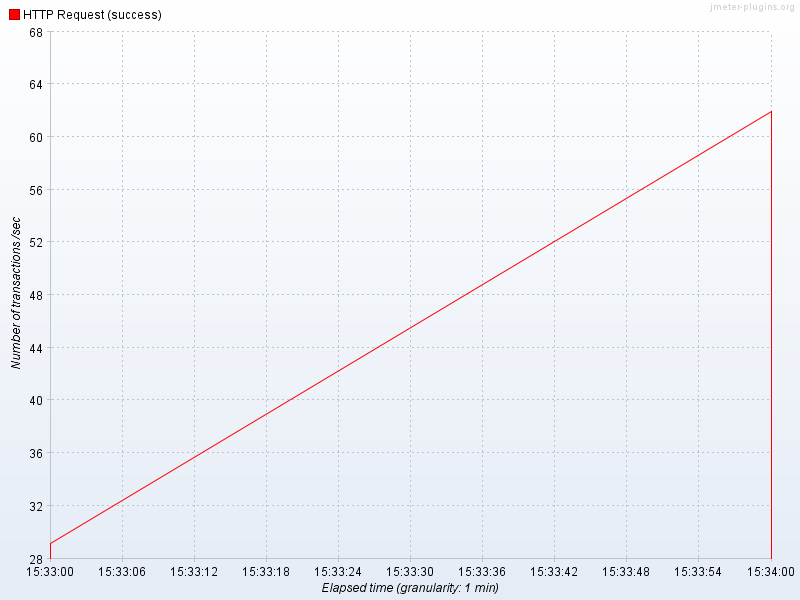 jmeter-plugins.org
HTTP Request (success)
68
64
60
56
52
48
44
40
36
32
28
Number of transactions /sec
15:33:00 15:33:06 15:33:12 15:33:18 15:33:24 15:33:30 15:33:36 15:33:42 15:33:48 15:33:54 15:34:00
Elapsed time (granularity: 1 min)